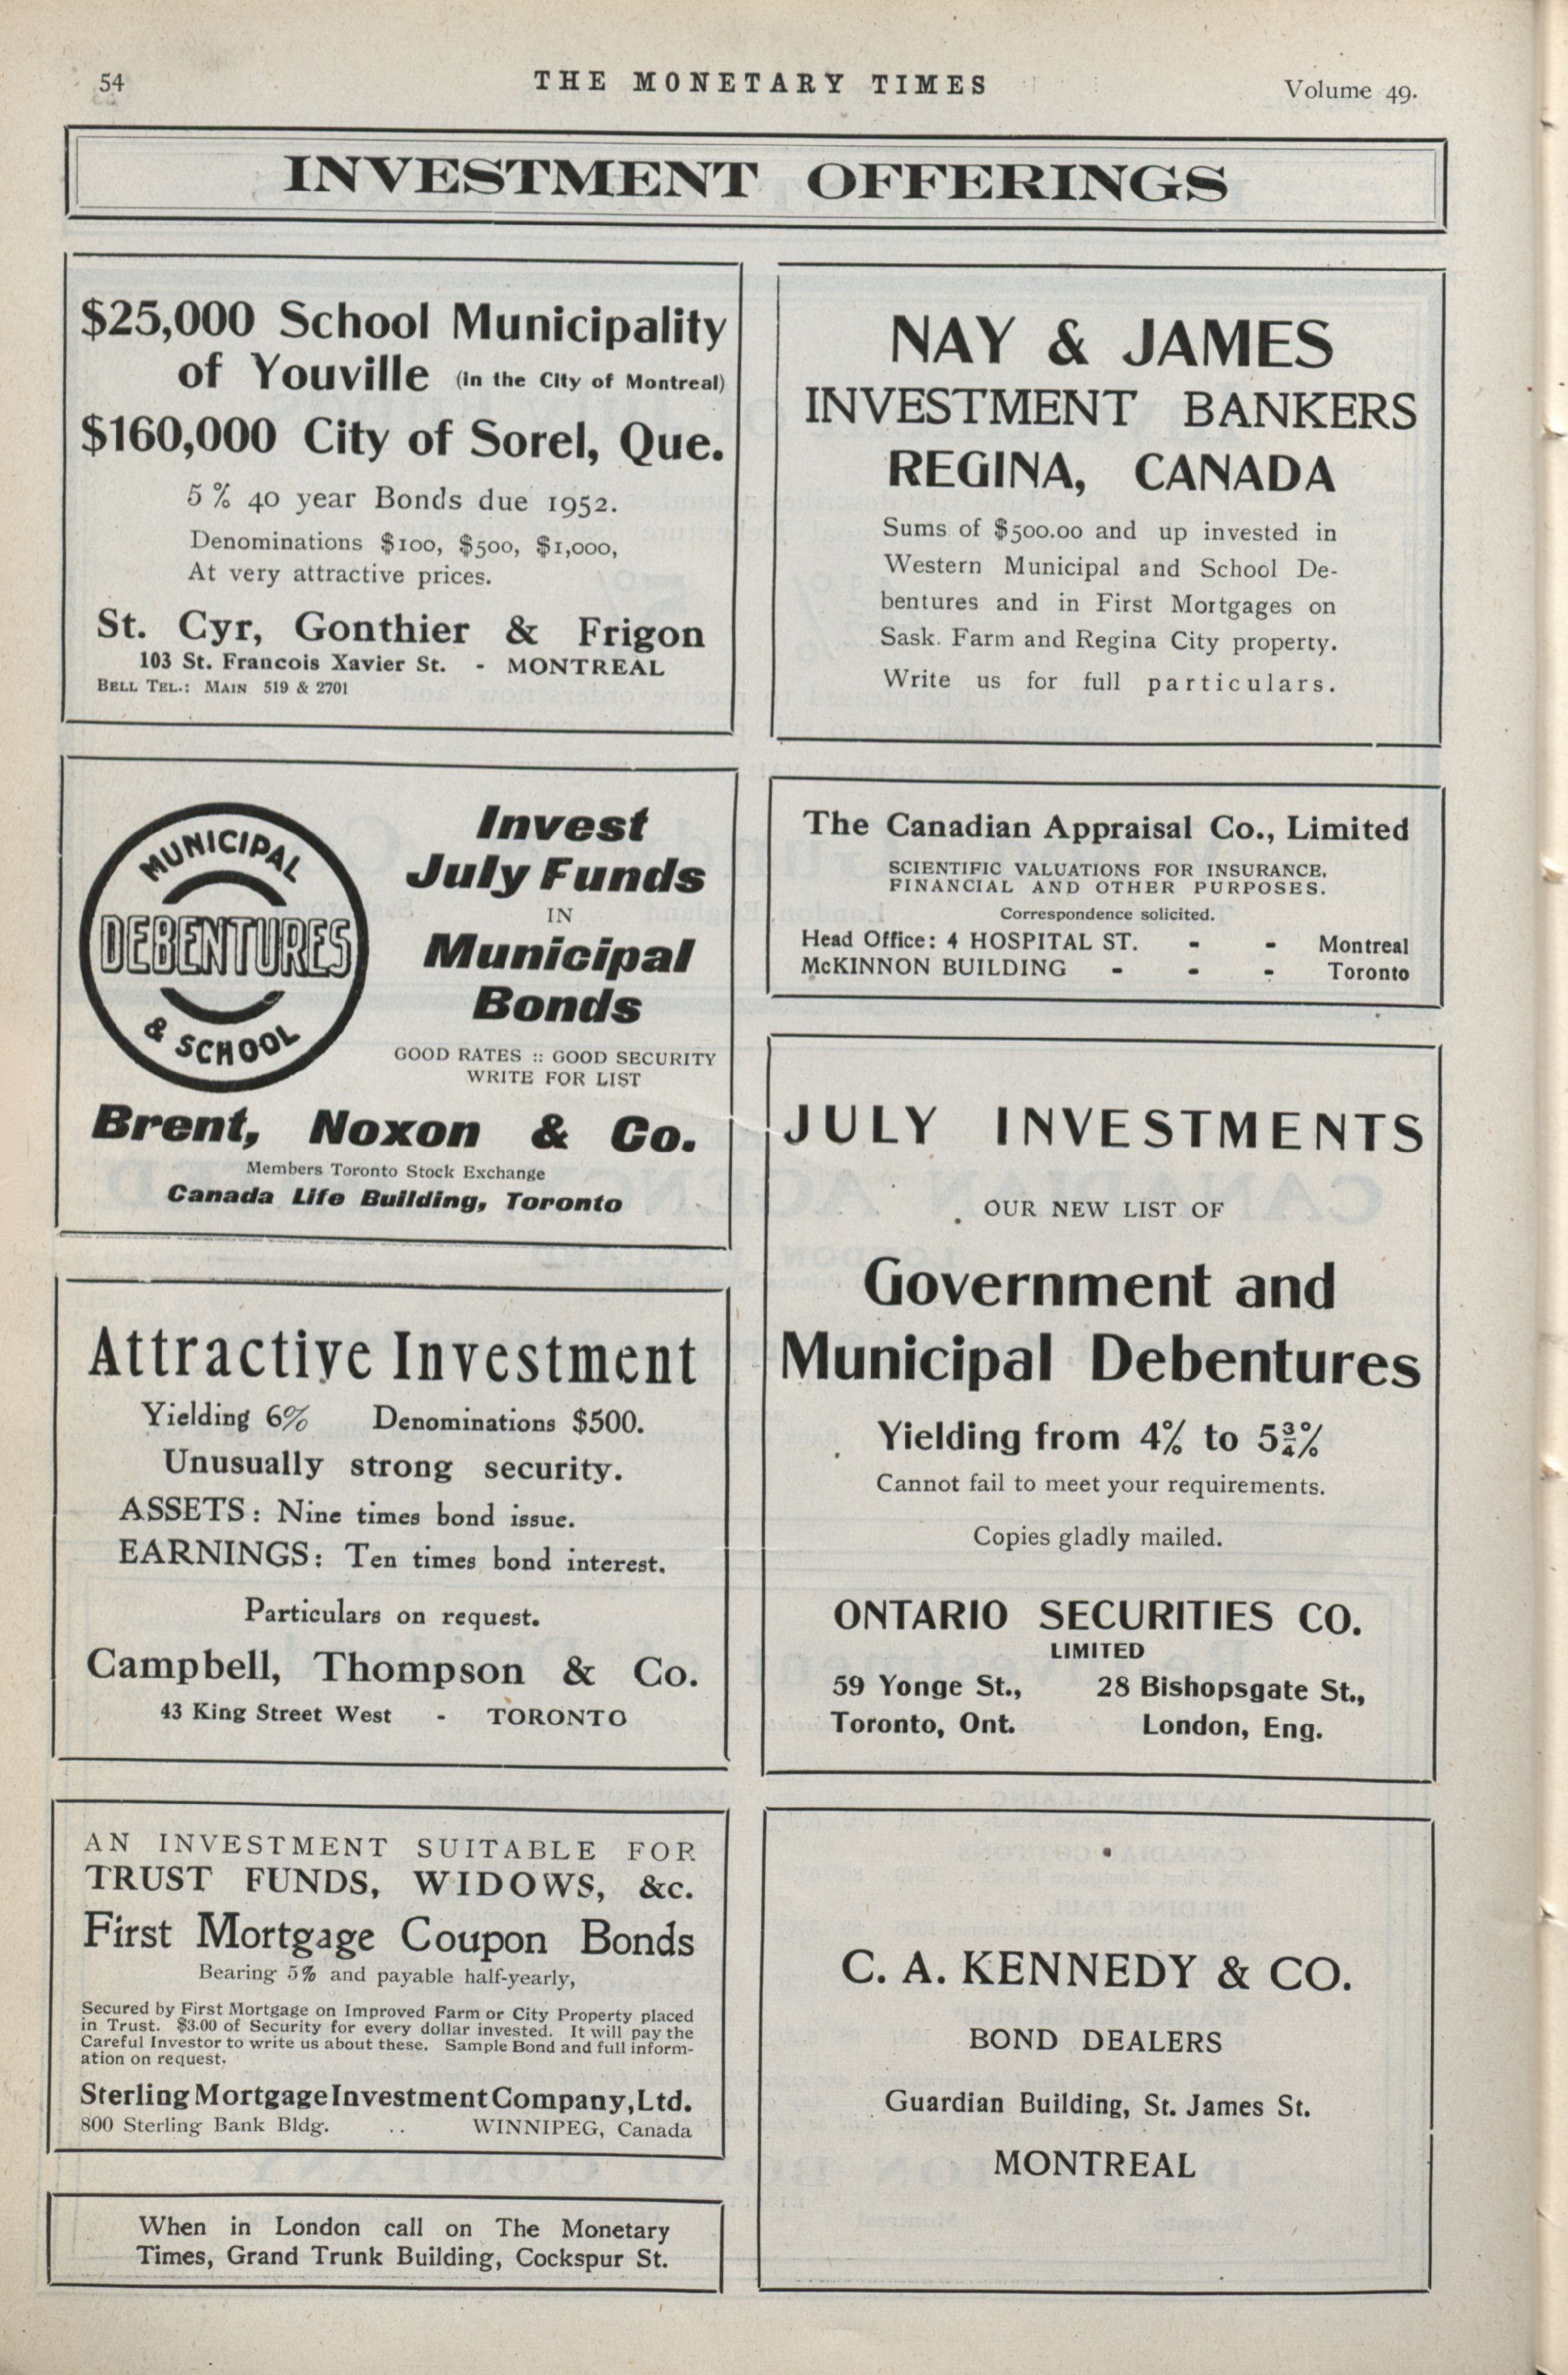 54
THE MONETARY TIMES
Volume 49.
INVESTMENT OFFERINGS
$25,000 School Municipality
of Youville (in the City of Montreal)
$160,000 City of Sorel, Que.
5% 40 year Bonds due 1952.
Denominations $100, $500, $1,000,
At very attractive prices.
St. Cyr, Gonthier & Frigon
103 St. Francois Xavier St. - MONTREAL
BELL TEL.: MAIN 519 & 2701
MUNICIPAL
DEBENTURES
& SCHOOL
Invest
July Funds
IN
Municipal
Bonds
GOOD RATES :: GOOD SECURITY
WRITE FOR LIST
Brent, Noxon & Co.
Members Toronto Stock Exchange
Canada Life Building, Toronto
Attractive Investment
Yielding 6% Denominations $500.
Unusually strong security.
ASSETS: Nine times bond issue.
EARNINGS: Ten times bond interest.
Particulars on request.
Campbell, Thompson & Co.
43 King Street West - TORONTO
AN INVESTMENT SUITABLE FOR
TRUST FUNDS, WIDOWS, &c.
First Mortgage Coupon Bonds
Bearing 5% and payable half-yearly,
Secured by First Mortgage on Improved Farm or City Property placed
in Trust. $3.00 of Security for every dollar invested. It will pay the
Careful Investor to write us about these. Sample Bond and full inform-
ation on request.
Sterling Mortgage Investment Company, Ltd.
800 Sterling Bank Bldg. .. WINNIPEG, Canada
When in London call on The Monetary
Times, Grand Trunk Building, Cockspur St.
NAY & JAMES
INVESTMENT BANKERS
REGINA, CANADA
Sums of $500.00 and up invested in
Western Municipal and School De-
bentures and in First Mortgages on
Sask. Farm and Regina City property.
Write us for full particulars.
The Canadian Appraisal Co., Limited
SCIENTIFIC VALUATIONS FOR INSURANCE,
FINANCIAL AND OTHER PURPOSES.
Correspondence solicited.
Head Office: 4 HOSPITAL ST. - - Montreal
McKINNON BUILDING - - - Toronto
JULY INVESTMENTS
OUR NEW LIST OF
Government and
Municipal Debentures
Yielding from 4% to 5¾%
Cannot fail to meet your requirements.
Copies gladly mailed.
ONTARIO SECURITIES CO.
LIMITED
59 Yonge St., 28 Bishopsgate St.,
Toronto, Ont. London, Eng.
C. A. KENNEDY & CO.
BOND DEALERS
Guardian Building, St. James St.
MONTREAL